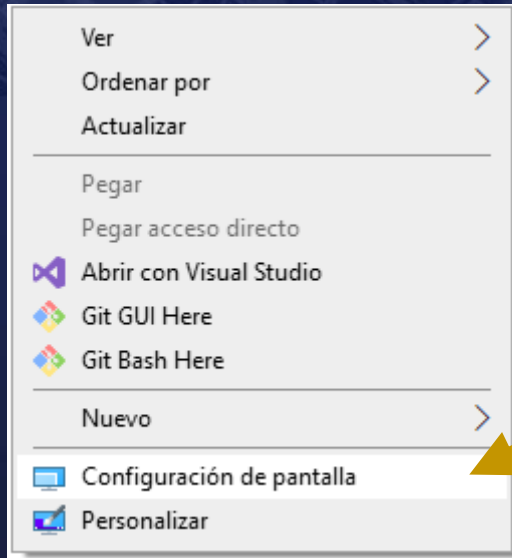 Ver
Ordenar por
Actualizar
Pegar
Pegar acceso directo
Abrir con Visual Studio
Git GUI Here
Git Bash Here
Nuevo
Configuración de pantalla
Personalizar